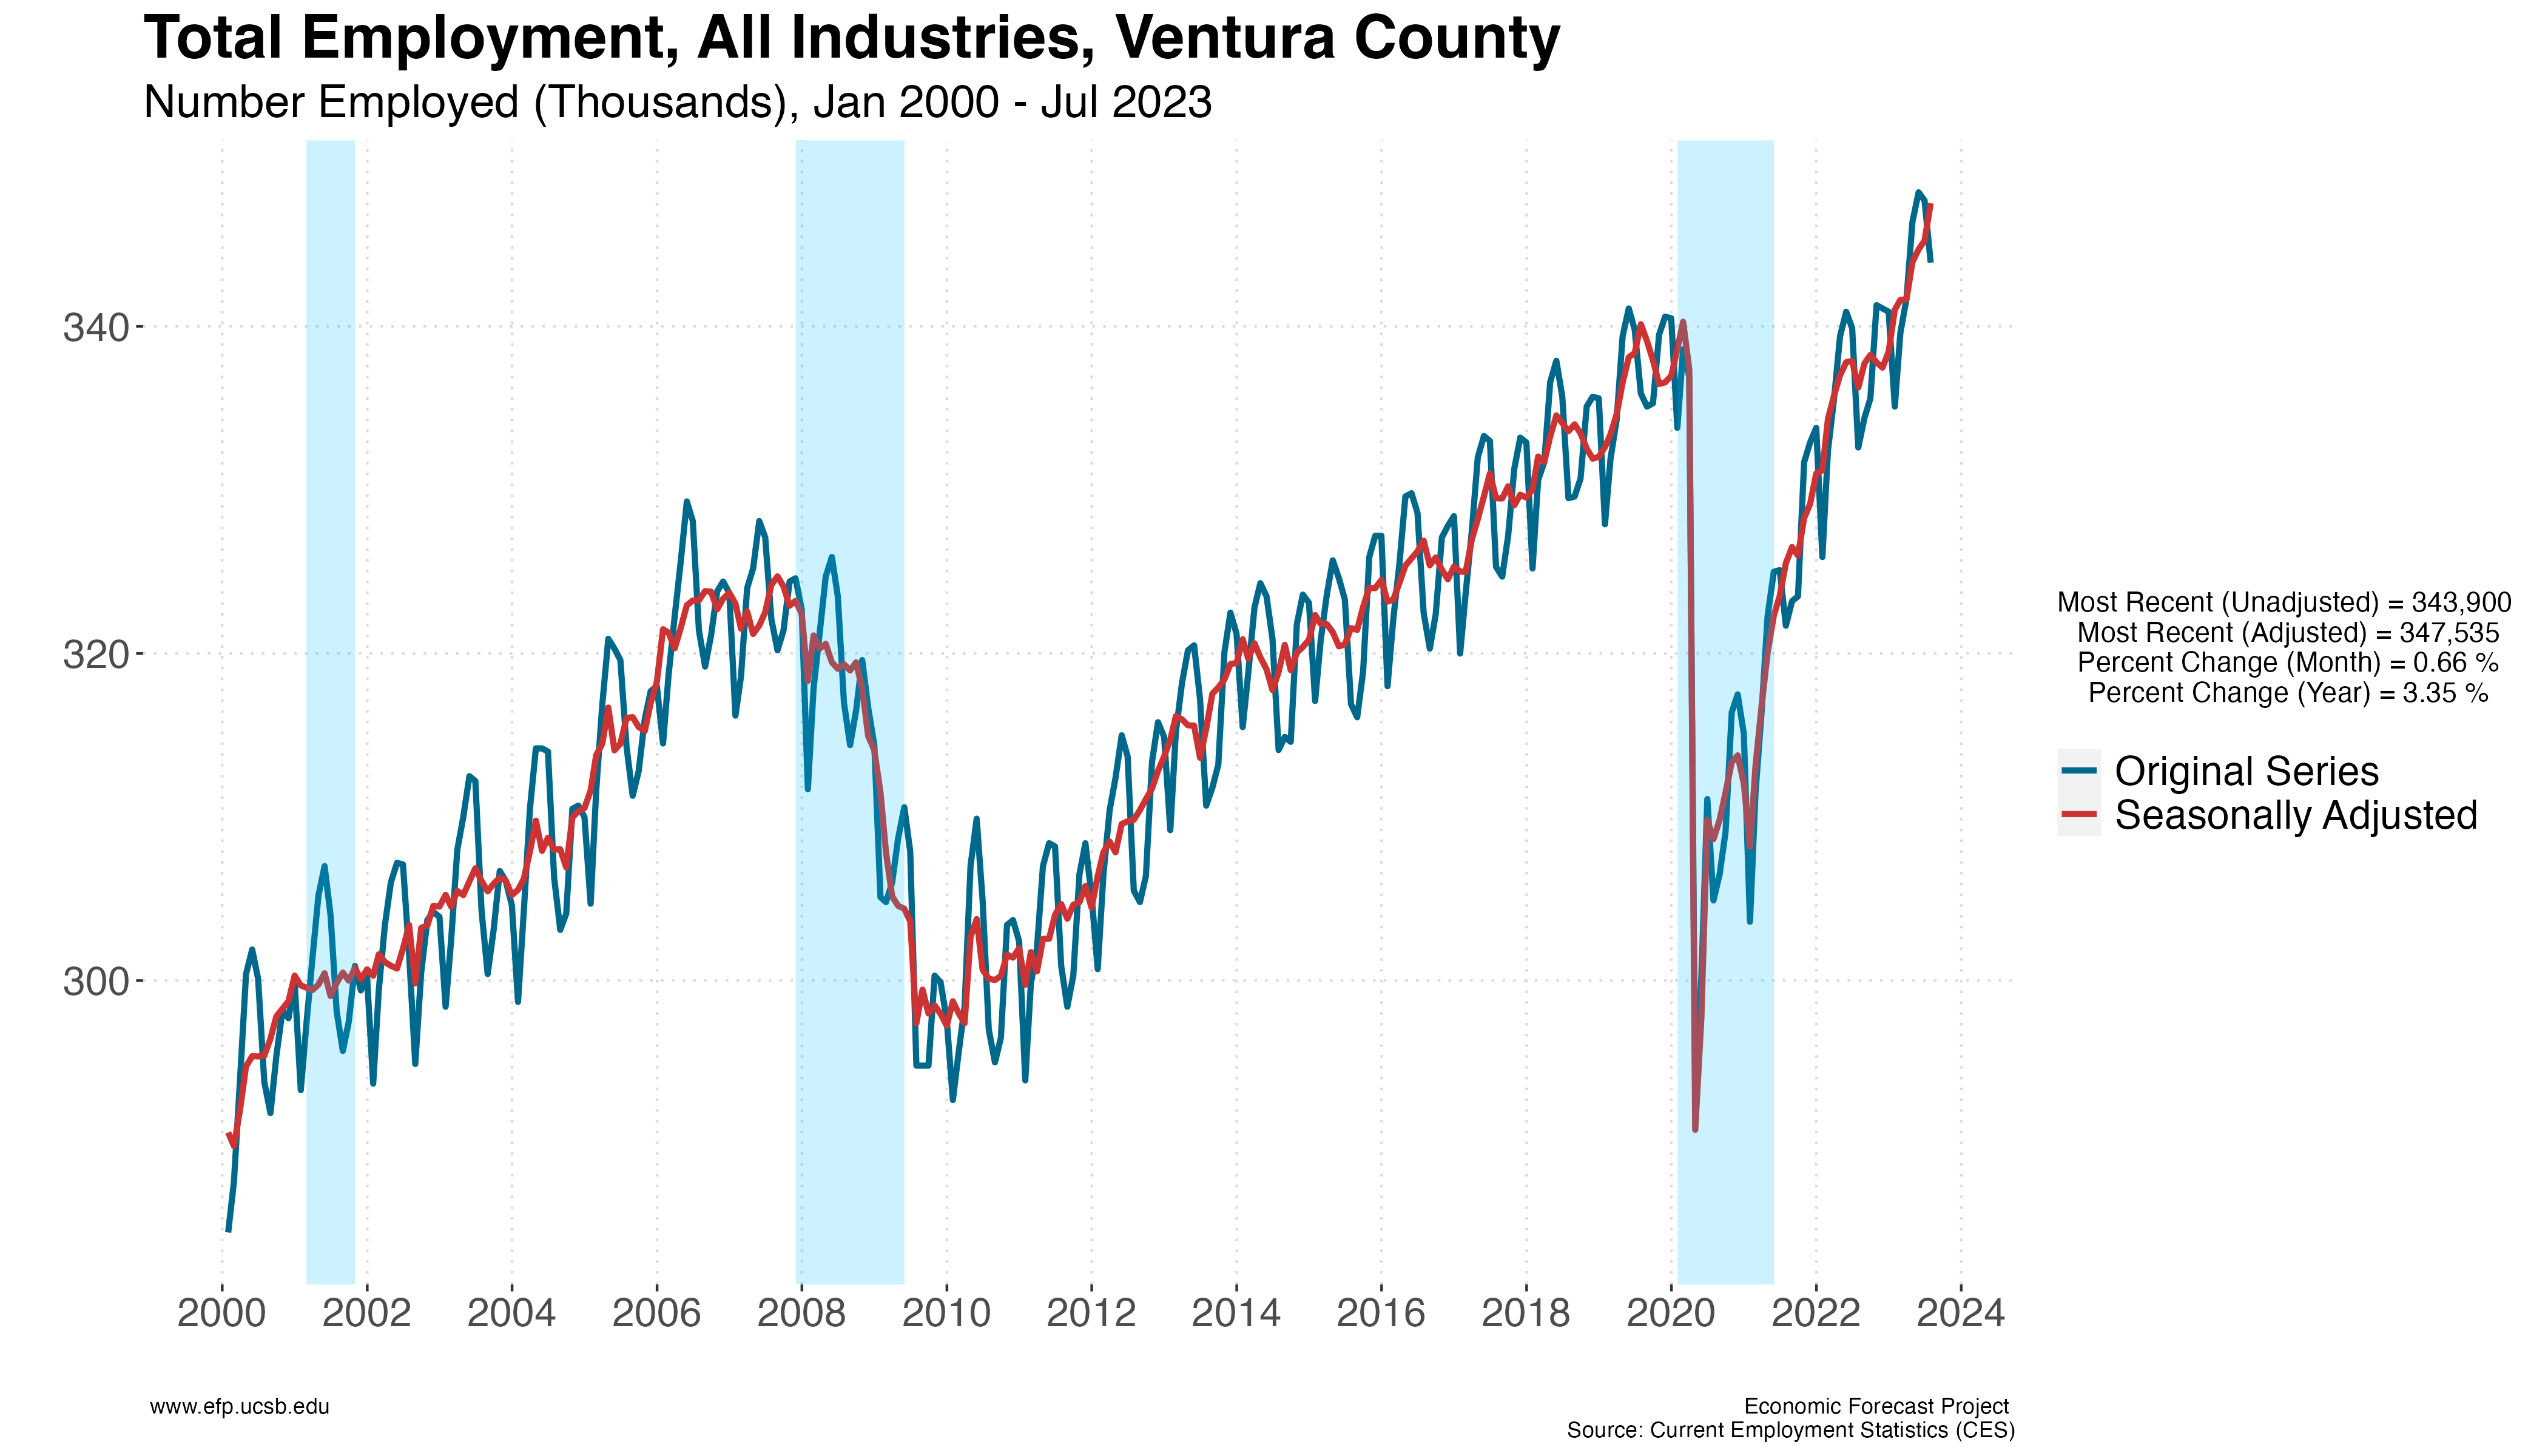 Total Employment, All Industries, Ventura County
Number Employed (Thousands), Jan 2000 - Jul 2023
340
320
300
2000 2002 2004 2006 2008 2010 2012 2014 2016 2018 2020 2022 2024
Most Recent (Unadjusted) = 343,900
Most Recent (Adjusted) = 347,535
Percent Change (Month) = 0.66 %
Percent Change (Year) = 3.35 %
Original Series
Seasonally Adjusted
www.efp.ucsb.edu
Economic Forecast Project
Source: Current Employment Statistics (CES)